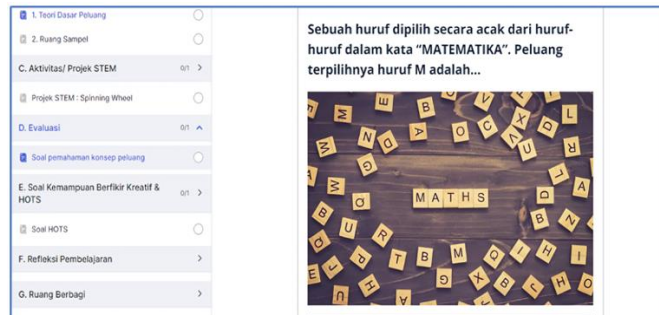 1. Teori Dasar Peluang
2. Ruang Sampel
C. Aktivitas/ Projek STEM 0/1
Projek STEM : Spinning Wheel
D. Evaluasi 0/1
Soal pemahaman konsep peluang
E. Soal Kemampuan Berfikir Kreatif & 0/1
HOTS
Soal HOTS
F. Refleksi Pembelajaran
G. Ruang Berbagi
Sebuah huruf dipilih secara acak dari huruf-
huruf dalam kata “MATEMATIKA”. Peluang
terpilihnya huruf M adalah...
MATHS